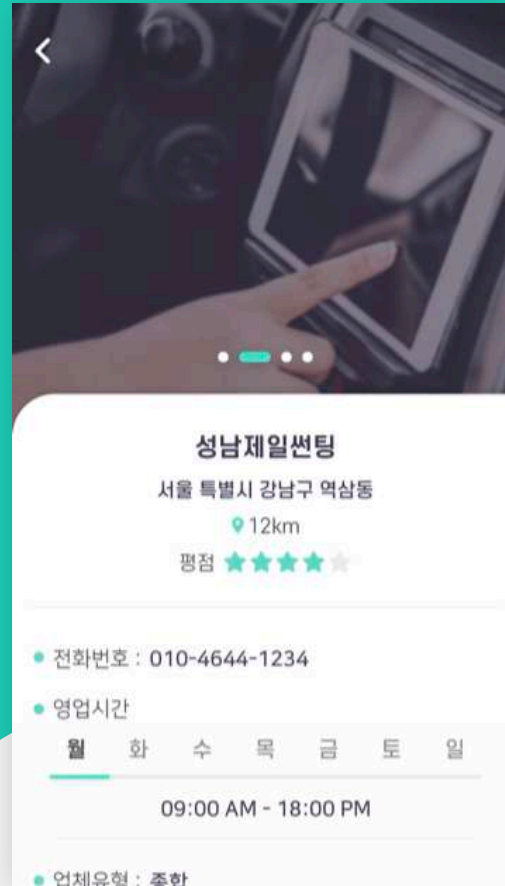 성남제일썬팅
서울 특별시 강남구 역삼동
12km
평점
전화번호 : 010-4644-1234
영업시간
월 화 수 목 금 토 일
09:00 AM - 18:00 PM
업체유형 : 종합